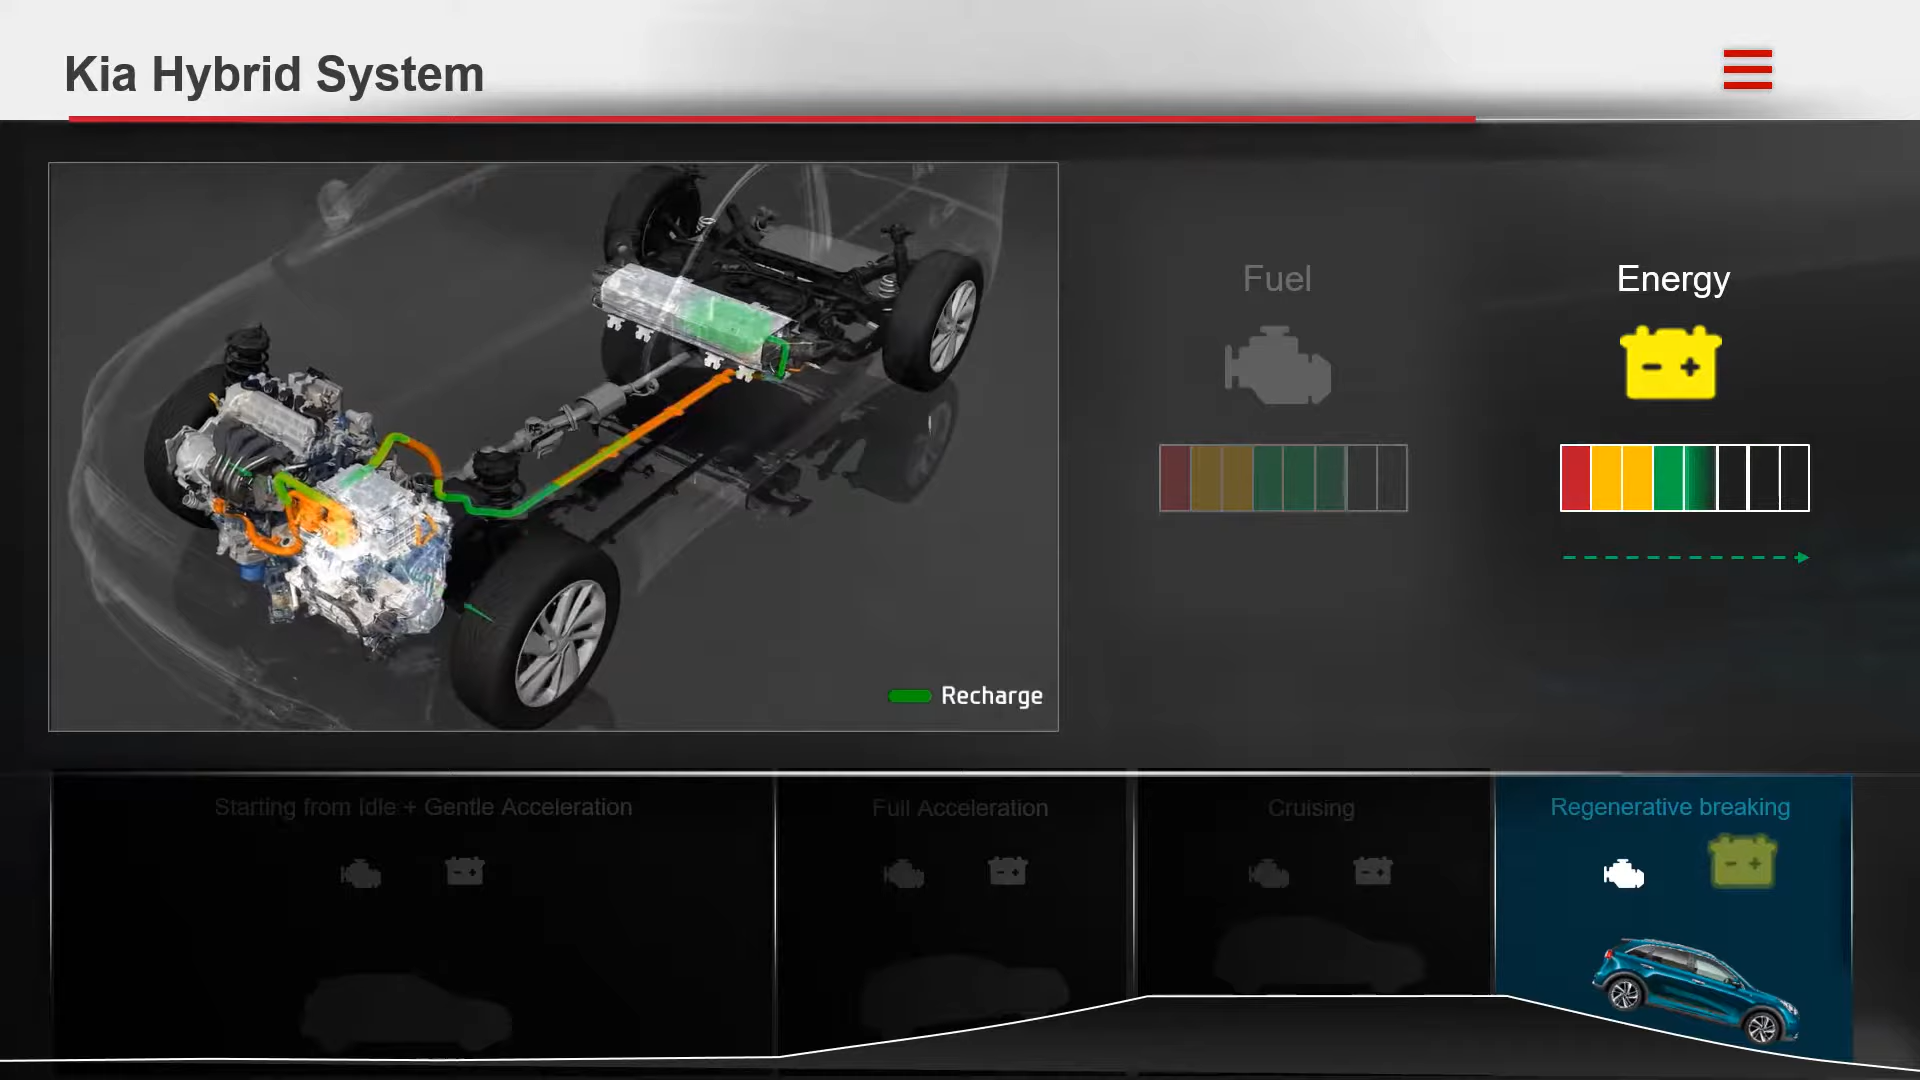 Kia Hybrid System
Fuel
Energy
Recharge
Starting from Idle + Gentle Acceleration
Full Acceleration
Cruising
Regenerative breaking